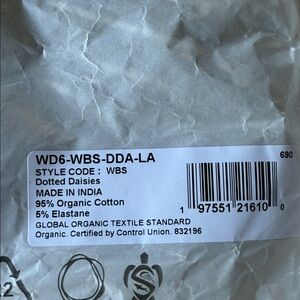 WD6-WBS-DDA-LA
STYLE CODE : WBS
Dotted Daisies
MADE IN INDIA
95% Organic Cotton
5% Elastane
GLOBAL ORGANIC TEXTILE STANDARD
Organic. Certified by Control Union. 832196
690
1 97551 21610 0
2
S